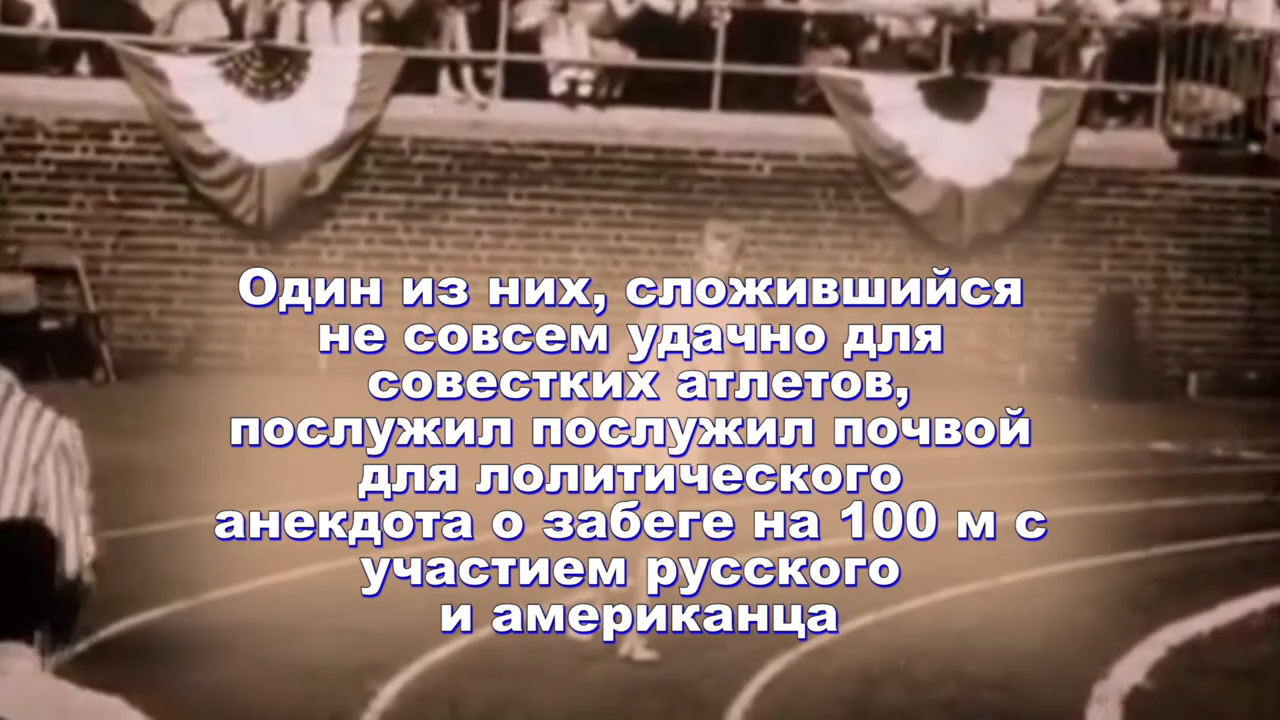 Один из них, сложившийся
не совсем удачно для
совестких атлетов,
послужил послужил почвой
для лолитического
анекдота о забеге на 100 м с
участием русского
и американца